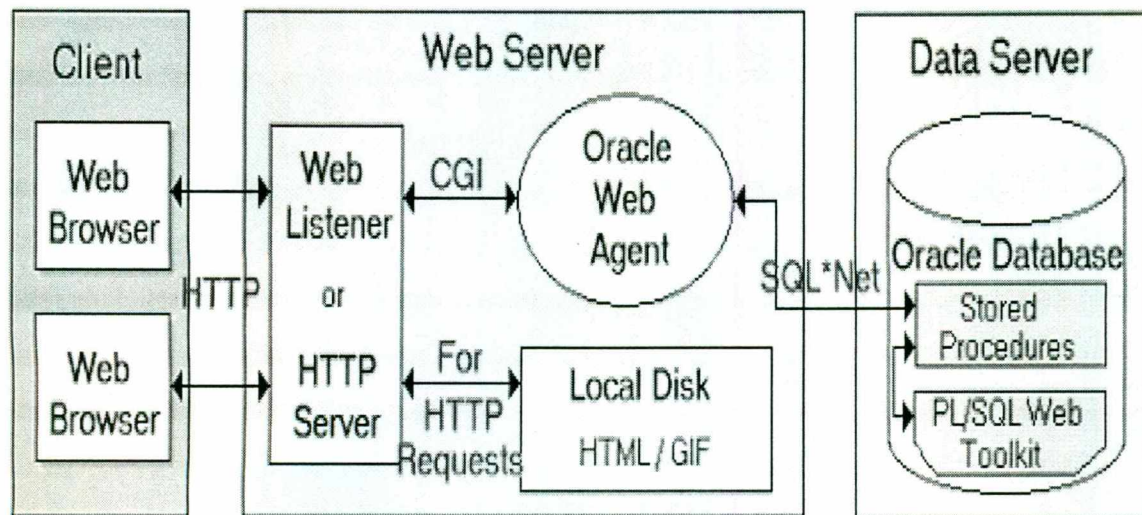 Client
Web
Browser
Web
Browser
HTTP
Web Server
Web
Listener
or
HTTP
Server
CGI
Oracle
Web
Agent
For
HTTP
Requests
Local Disk
HTML / GIF
SQL*Net
Data Server
Oracle Database
Stored
Procedures
PL/SQL Web
Toolkit